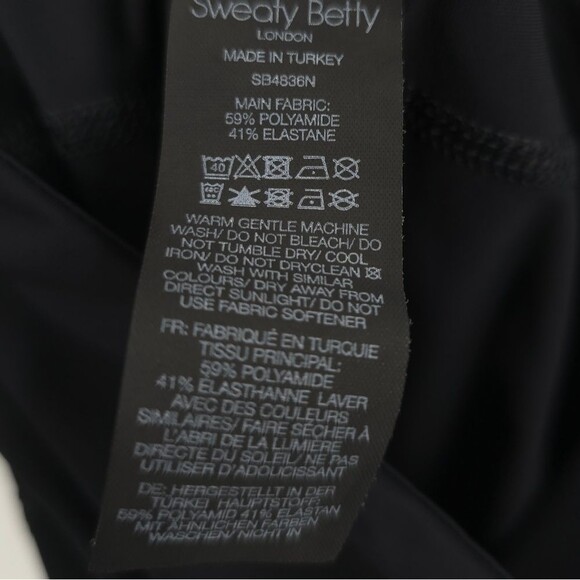 Sweaty Betty
LONDON
MADE IN TURKEY
SB4836N
MAIN FABRIC:
59% POLYAMIDE
41% ELASTANE
40
WARM GENTLE MACHINE
WASH/ DO NOT BLEACH/ DO
NOT TUMBLE DRY/ COOL
IRON/ DO NOT DRYCLEAN
WASH WITH SIMILAR
COLOURS/ DRY AWAY FROM
DIRECT SUNLIGHT/ DO NOT
USE FABRIC SOFTENER
FR: FABRIQUÉ EN TURQUIE
TISSU PRINCIPAL:
59% POLYAMIDE
41% ELASTHANNE LAVER
AVEC DES COULEURS
SIMILAIRES/ FAIRE SÉCHER À
L'ABRI DE LA LUMIERE
DIRECTE DU SOLEIL/ NE PAS
UTILISER D'ADOUCISSANT
DE: HERGESTELLT IN DER
TURKEI HAUPTSTOFF:
59% POLYAMID 41% ELASTAN
MIT ÄHNLICHEN FARBEN
WASCHEN/ NICHT IN